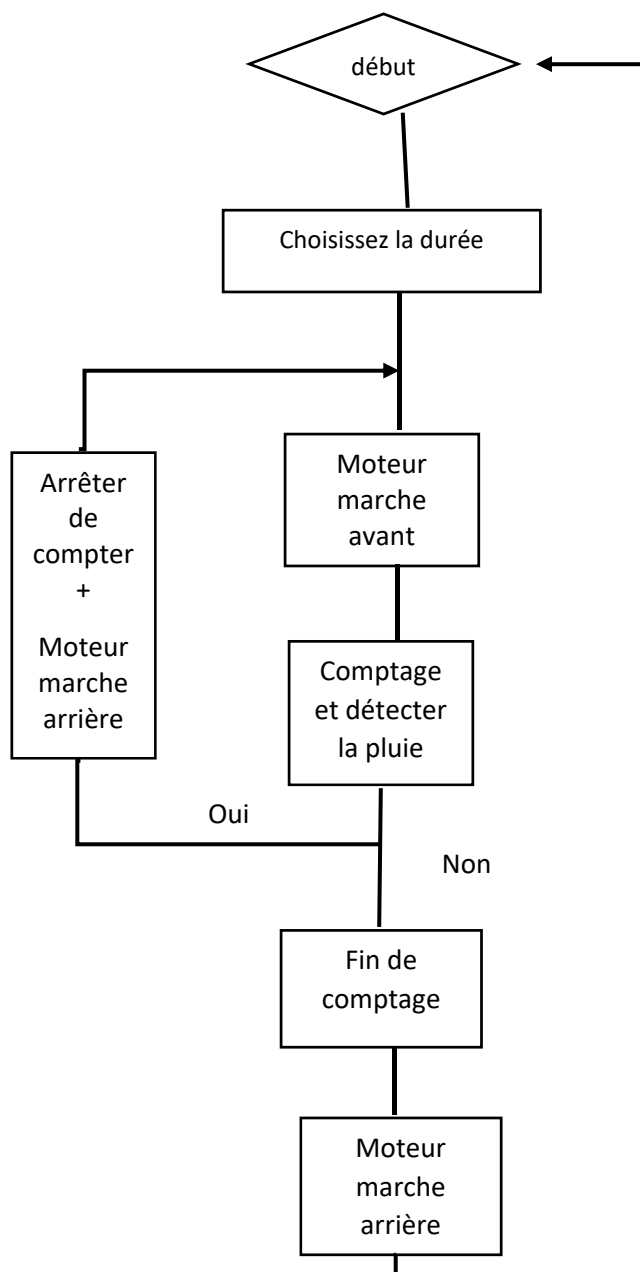 début
Choisissez la durée
Arrêter
de
compter
+
Moteur
marche
arrière
Moteur
marche
avant
Comptage
et détecter
la pluie
Oui
Non
Fin de
comptage
Moteur
marche
arrière